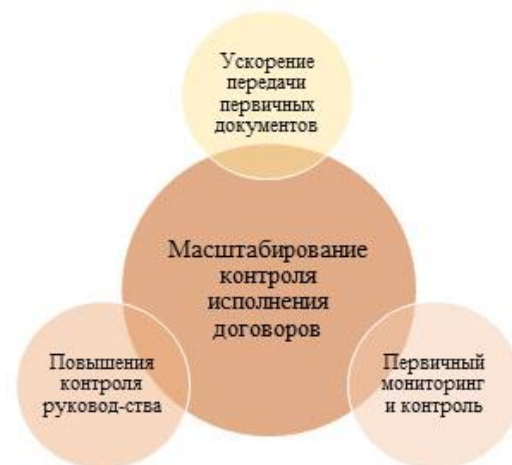 Ускорение
передачи
первичных
документов
Масштабирование
контроля
исполнения
договоров
Повышения
контроля
руковод-ства
Первичный
мониторинг
и контроль